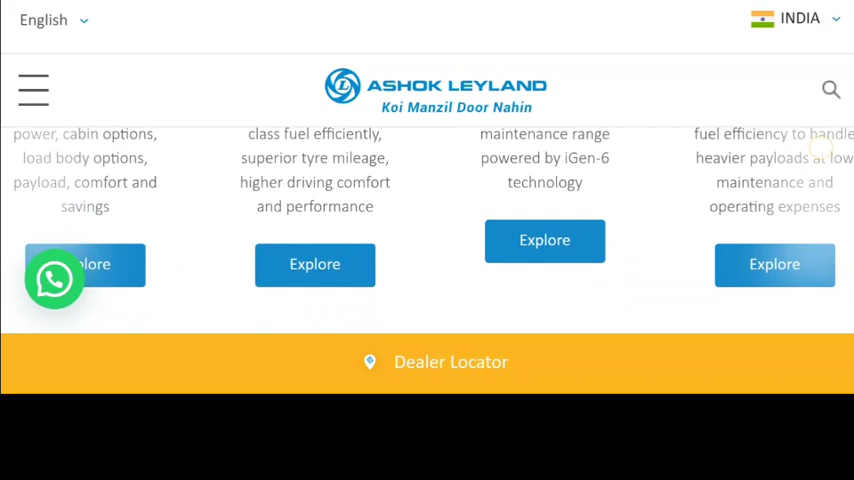 English
INDIA
ASHOK LEYLAND
Koi Manzil Door Nahin
power, cabin options,
load body options,
payload, comfort and
savings
class fuel efficiently,
superior tyre mileage,
higher driving comfort
and performance
maintenance range
powered by iGen-6
technology
fuel efficiency to handle
heavier payloads at low
maintenance and
operating expenses
plore
Explore
Explore
Explore
Dealer Locator